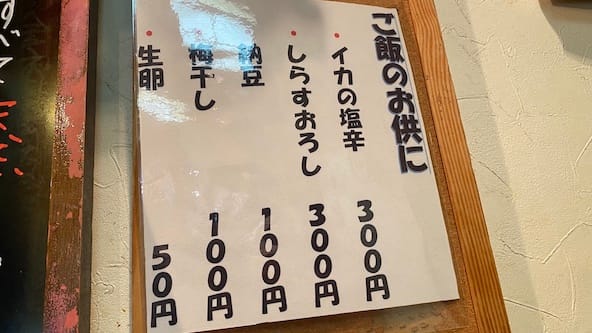 ご飯のお供に
・イカの塩辛 300円
・しらすおろし 300円
・納豆 100円
・梅干し 100円
・生卵 50円